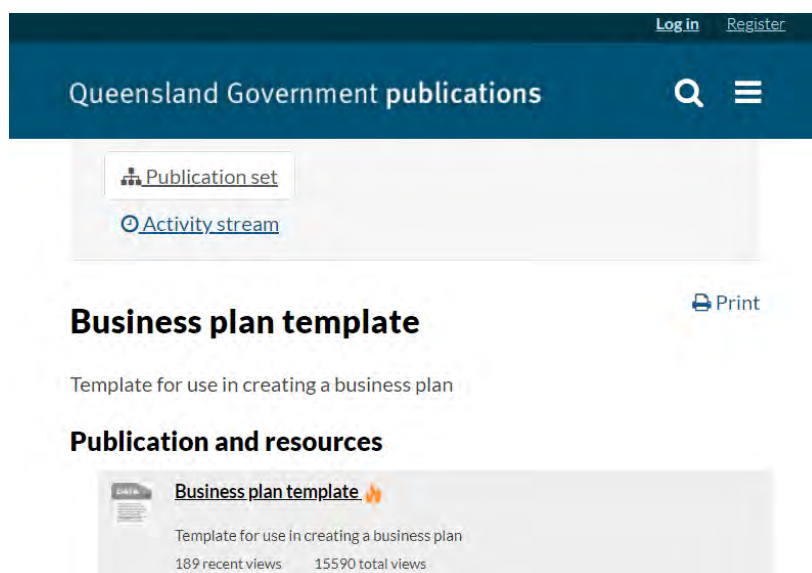 Log in Register
Queensland Government publications
Publication set
Activity stream
Print
Business plan template
Template for use in creating a business plan
Publication and resources
DATA
Business plan template
Template for use in creating a business plan
189 recent views 15590 total views